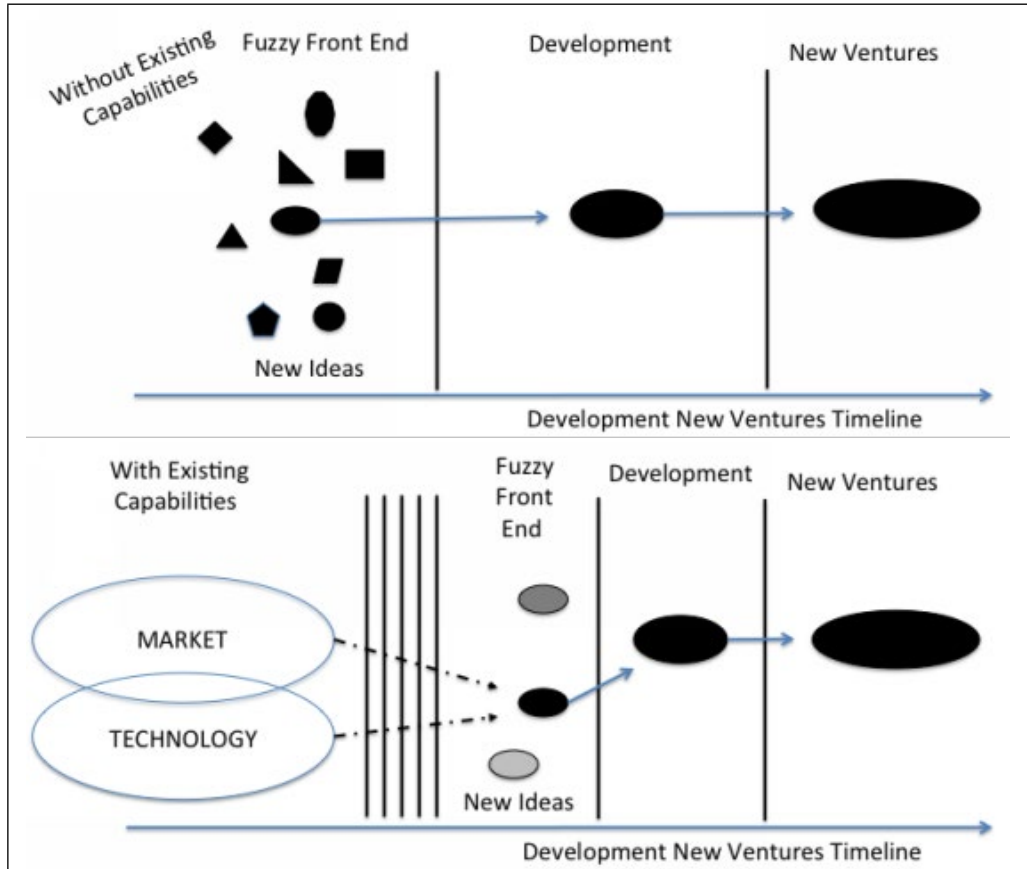 Without Existing
Capabilities
Fuzzy Front End
Development
New Ventures
New Ideas
Development New Ventures Timeline
With Existing
Capabilities
Fuzzy
Front
End
Development
New Ventures
MARKET
TECHNOLOGY
New Ideas
Development New Ventures Timeline